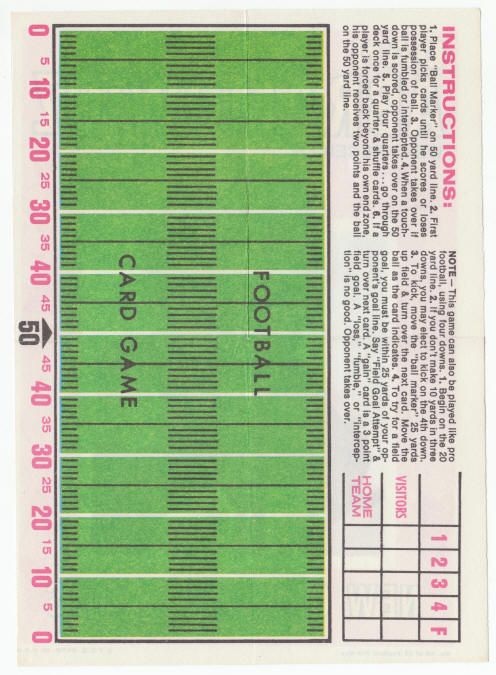 INSTRUCTIONS:
1. Place "Ball Marker" on 50 yard line. 2. First
player picks cards until he scores or loses
possession of ball. 3. Opponent takes over if
ball is fumbled or intercepted. 4. When a touch-
down is scored, opponent takes over on the 50
yard line. 5. Play four quarters...go through
deck once for a quarter, & shuffle cards. 6. If a
player is forced back beyond his own end zone,
his opponent receives two points and the ball
on the 50 yard line.
NOTE — This game can also be played like pro
football, using four downs. 1. Begin on the 20
yard line. 2. If you don't make 10 yards in three
downs, you may elect to kick on the 4th down.
3. To kick, move the "ball marker" 25 yards
up field & turn over the next card. Move the
ball as the card indicates. 4. To try for a field
goal, you must be within 25 yards of your op-
ponent's goal line. Say "Field Goal Attempt" &
turn over next card. A "gain" card is a 3 point
field goal. A "loss," "fumble," or "intercep-
tion" is no good. Opponent takes over.
1 2 3 4 F
VISITORS
HOME
TEAM
FOOTBALL
CARD GAME
0 5 10 15 20 25 30 35 40 45 50 45 40 35 30 25 20 15 10 5 0